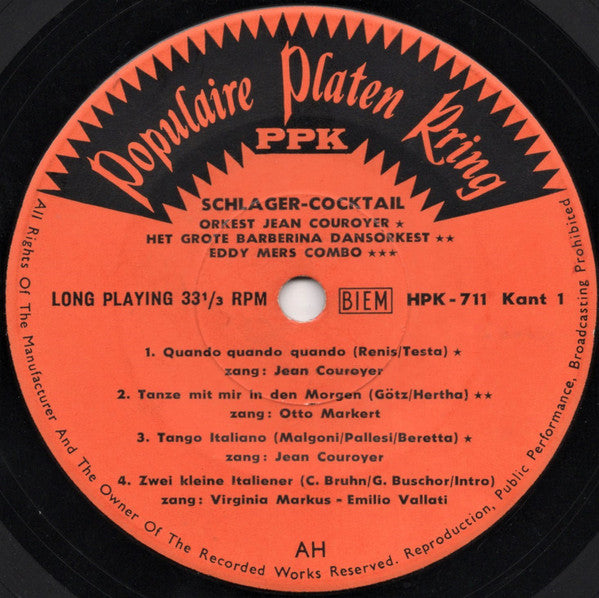 Populaire Platen Kring
PPK
SCHLAGER-COCKTAIL
ORKEST JEAN COUROYER ★
HET GROTE BARBERINA DANSORKEST ★★
EDDY MERS COMBO ★★★
LONG PLAYING 33 1/3 RPM BIEM HPK-711 Kant 1
1. Quando quando quando (Renis/Testa) ★
zang: Jean Couroyer
2. Tanze mit mir in den Morgen (Götz/Hertha) ★★
zang: Otto Markert
3. Tango Italiano (Malgoni/Pallesi/Beretta) ★
zang: Jean Couroyer
4. Zwei kleine Italiener (C. Bruhn/G. Buschor/Intro)
zang: Virginia Markus - Emilio Vallati
AH
All Rights Of The Manufacturer And The Owner Of The Recorded Works Reserved. Reproduction, Public Performance, Broadcasting Prohibited